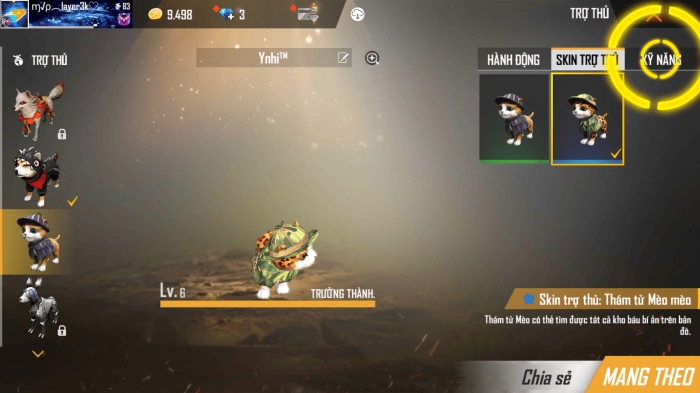 9.498
3
TRỢ THỦ
63
TRỢ THỦ
Ynhi™
HÀNH ĐỘNG
SKIN TRỢ THỦ
KỸ NĂNG
Lv. 6
TRƯỞNG THÀNH.
Skin trợ thủ: Thám tử Mèo mèo
Thám tử Mèo có thể tìm được tất cả kho báu bí ẩn trên bản
đồ.
Chia sẻ
MANG THEO